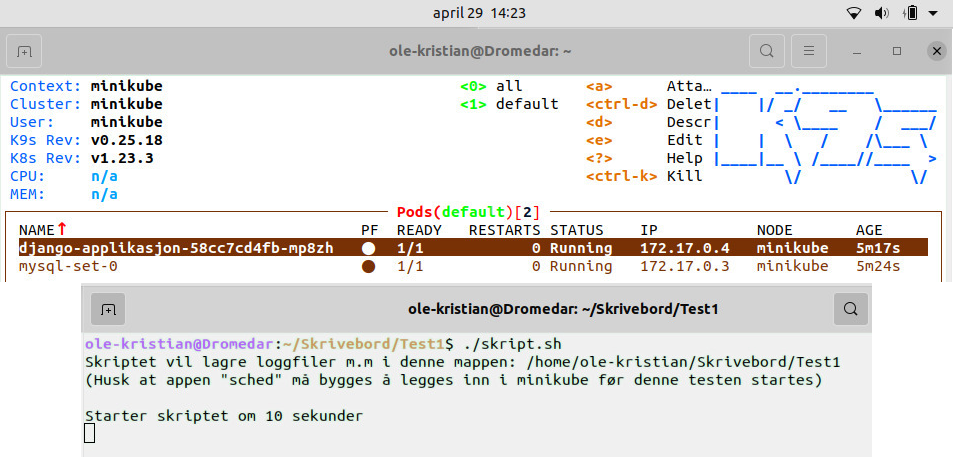 april 29 14:23
ole-kristian@Dromedar: ~
Context: minikube <0> all <a> Atta…
Cluster: minikube <1> default <ctrl-d> Delet
User: minikube <d> Descr
K9s Rev: v0.25.18 <e> Edit
K8s Rev: v1.23.3 <?> Help
CPU: n/a <ctrl-k> Kill
MEM: n/a
Pods(default)[2]
NAME↑ PF READY RESTARTS STATUS IP NODE AGE
django-applikasjon-58cc7cd4fb-mp8zh ● 1/1 0 Running 172.17.0.4 minikube 5m17s
mysql-set-0 ● 1/1 0 Running 172.17.0.3 minikube 5m24s
ole-kristian@Dromedar: ~/Skrivebord/Test1
ole-kristian@Dromedar:~/Skrivebord/Test1$ ./skript.sh
Skriptet vil lagre loggfiler m.m i denne mappen: /home/ole-kristian/Skrivebord/Test1
(Husk at appen "sched" må bygges å legges inn i minikube før denne testen startes)
Starter skriptet om 10 sekunder